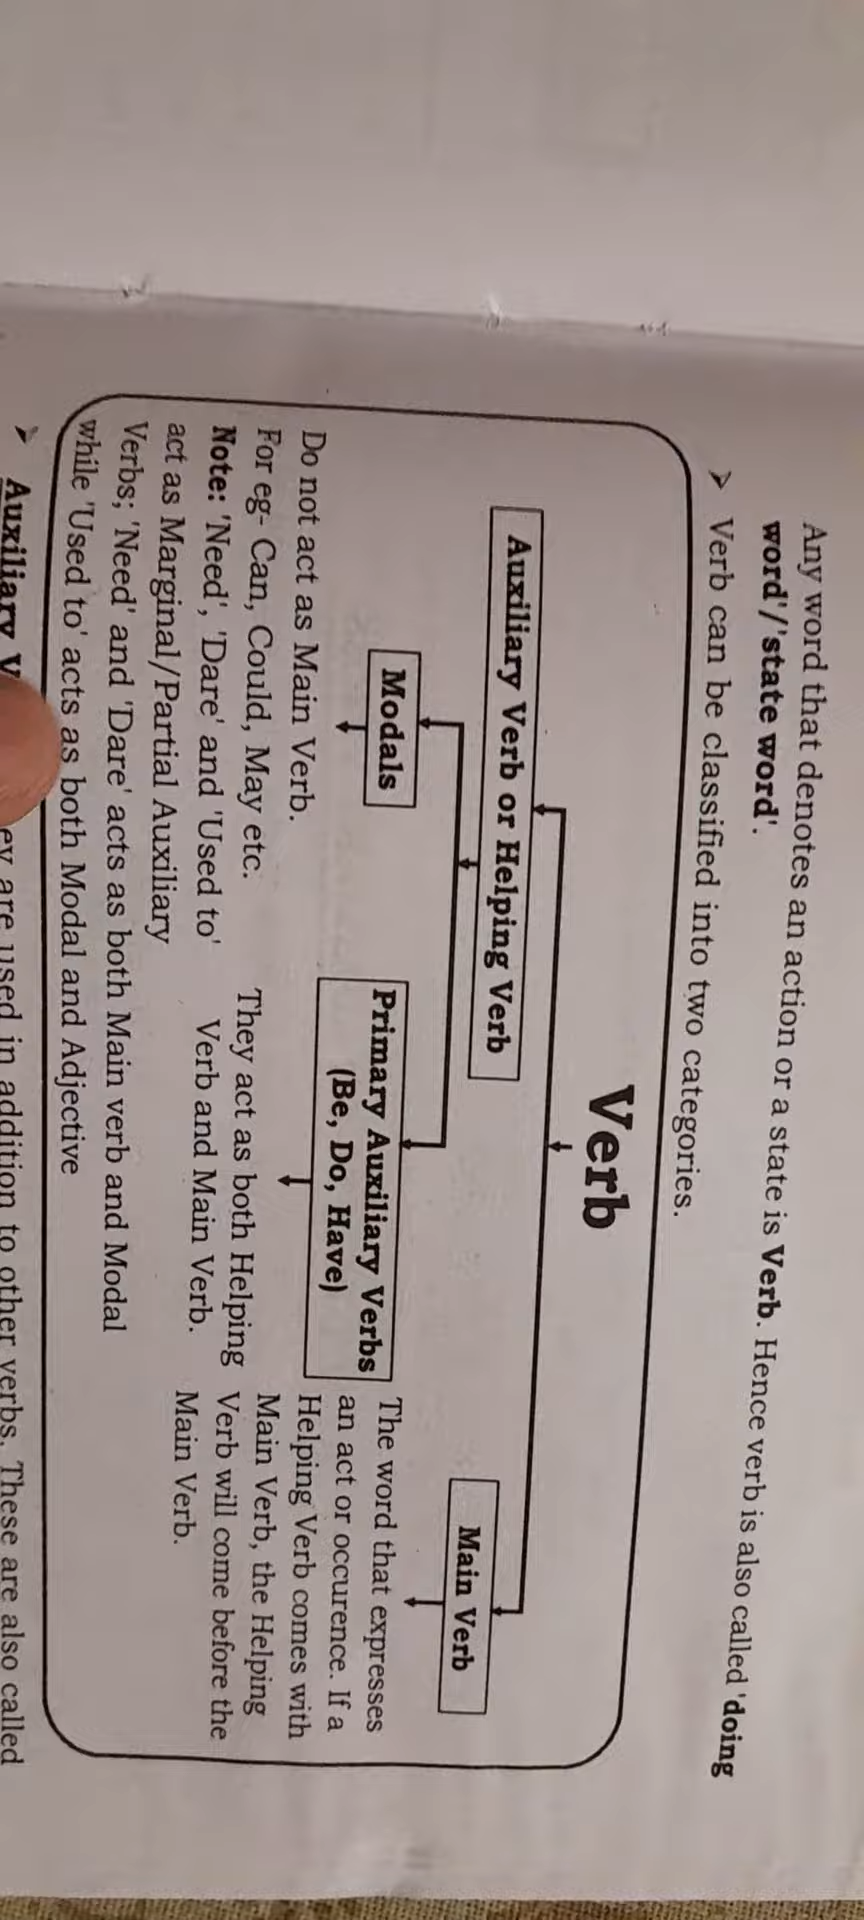 Any word that denotes an action or a state is Verb. Hence verb is also called 'doing
word'/'state word'.
➤ Verb can be classified into two categories.
Verb
Auxiliary Verb or Helping Verb
Main Verb
Modals
Primary Auxiliary Verbs
(Be, Do, Have)
Do not act as Main Verb.
For eg- Can, Could, May etc.
Note: 'Need', 'Dare' and 'Used to'
act as Marginal/Partial Auxiliary
Verbs; 'Need' and 'Dare' acts as both Main verb and Modal
while 'Used to' acts as both Modal and Adjective
They act as both Helping
Verb and Main Verb.
The word that expresses
an act or occurence. If a
Helping Verb comes with
Main Verb, the Helping
Verb will come before the
Main Verb.
➤ Auxiliary are used in addition to other verbs. These are also called